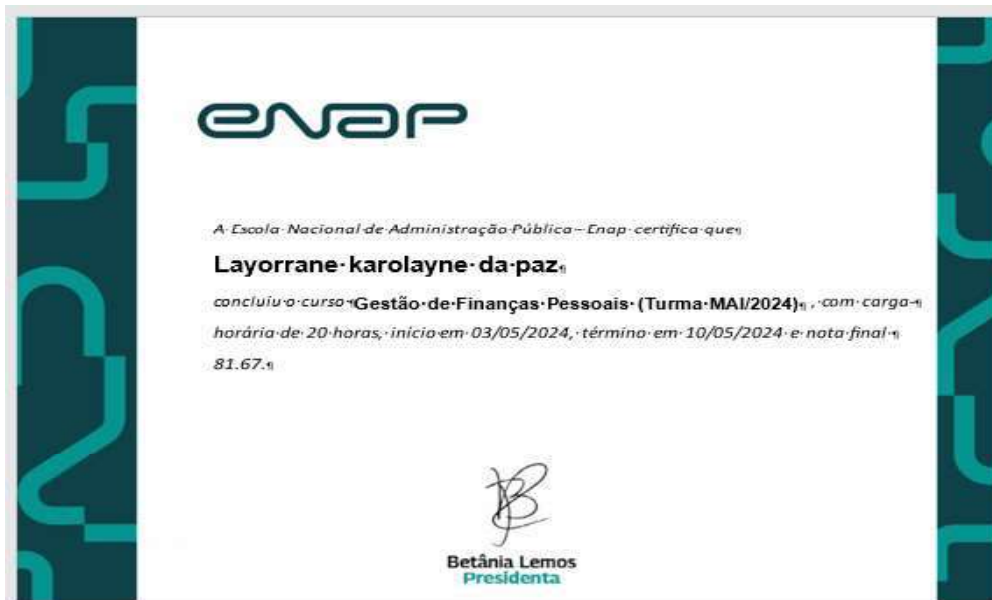 enap
A Escola Nacional de Administração Pública – Enap certifica que
Layorrane karolayne da paz
concluiu o curso Gestão de Finanças Pessoais (Turma MAI/2024) , com carga
horária de 20 horas, início em 03/05/2024, término em 10/05/2024 e nota final
81.67.
Betânia Lemos
Presidenta